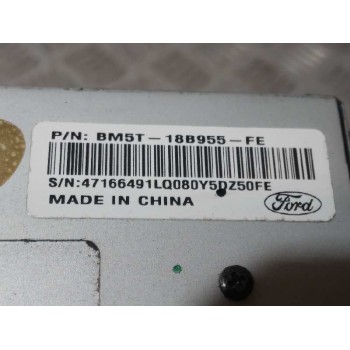 P/N: BM5T-18B955-FE
S/N:47166491LQ080Y5DZ50FE
MADE IN CHINA
Ford